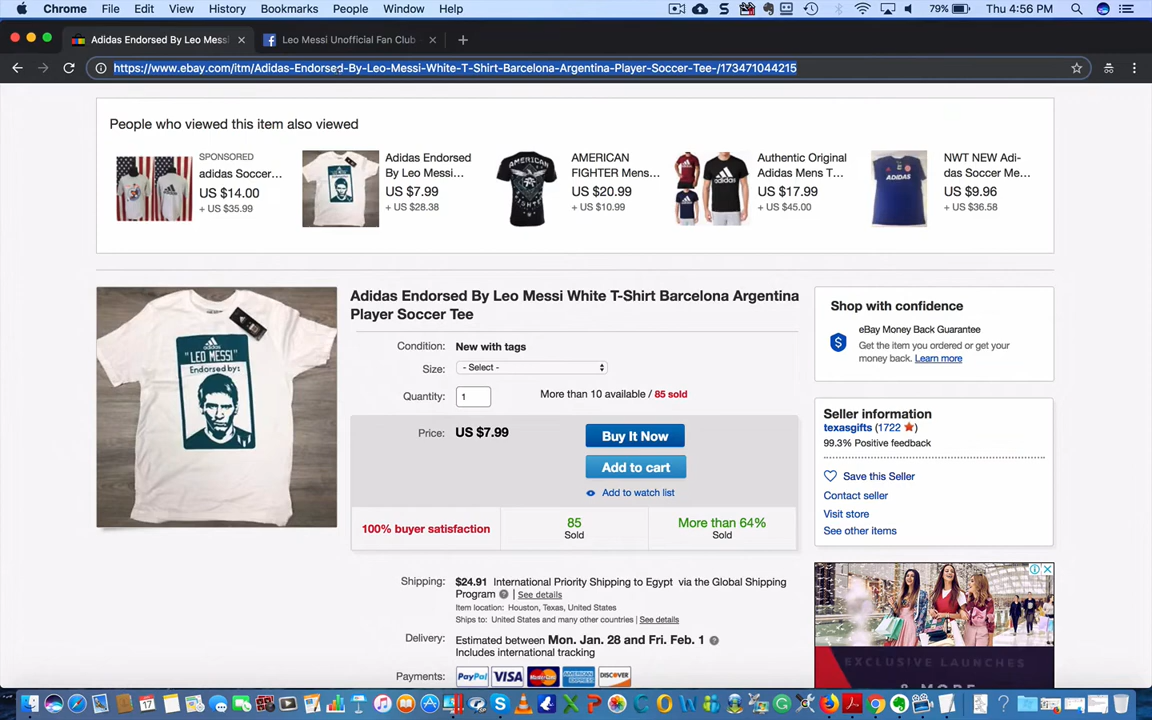 Chrome File Edit View History Bookmarks People Window Help 79% Thu 4:56 PM
Adidas Endorsed By Leo Messi
Leo Messi Unofficial Fan Club
https://www.ebay.com/itm/Adidas-Endorsed-By-Leo-Messi-White-T-Shirt-Barcelona-Argentina-Player-Soccer-Tee-/173471044215
People who viewed this item also viewed
SPONSORED
adidas Soccer...
US $14.00
+ US $35.99
Adidas Endorsed
By Leo Messi...
US $7.99
+ US $28.38
AMERICAN
FIGHTER Mens...
US $20.99
+ US $10.99
Authentic Original
Adidas Mens T...
US $17.99
+ US $45.00
NWT NEW Adi-
das Soccer Me...
US $9.96
+ US $36.58
adidas
"LEO MESSI"
Endorsed by:
Adidas Endorsed By Leo Messi White T-Shirt Barcelona Argentina
Player Soccer Tee
Condition: New with tags
Size: - Select -
Quantity: 1 More than 10 available / 85 sold
Price: US $7.99
Buy It Now
Add to cart
Add to watch list
100% buyer satisfaction
85
Sold
More than 64%
Sold
Shipping: $24.91 International Priority Shipping to Egypt via the Global Shipping
Program See details
Item location: Houston, Texas, United States
Ships to: United States and many other countries See details
Delivery: Estimated between Mon. Jan. 28 and Fri. Feb. 1
Includes international tracking
Payments: PayPal VISA MasterCard AMERICAN EXPRESS DISCOVER
Shop with confidence
eBay Money Back Guarantee
Get the item you ordered or get your
money back. Learn more
Seller information
texasgifts (1722)
99.3% Positive feedback
Save this Seller
Contact seller
Visit store
See other items
EXCLUSIVE LAUNCHES
& MORE
17